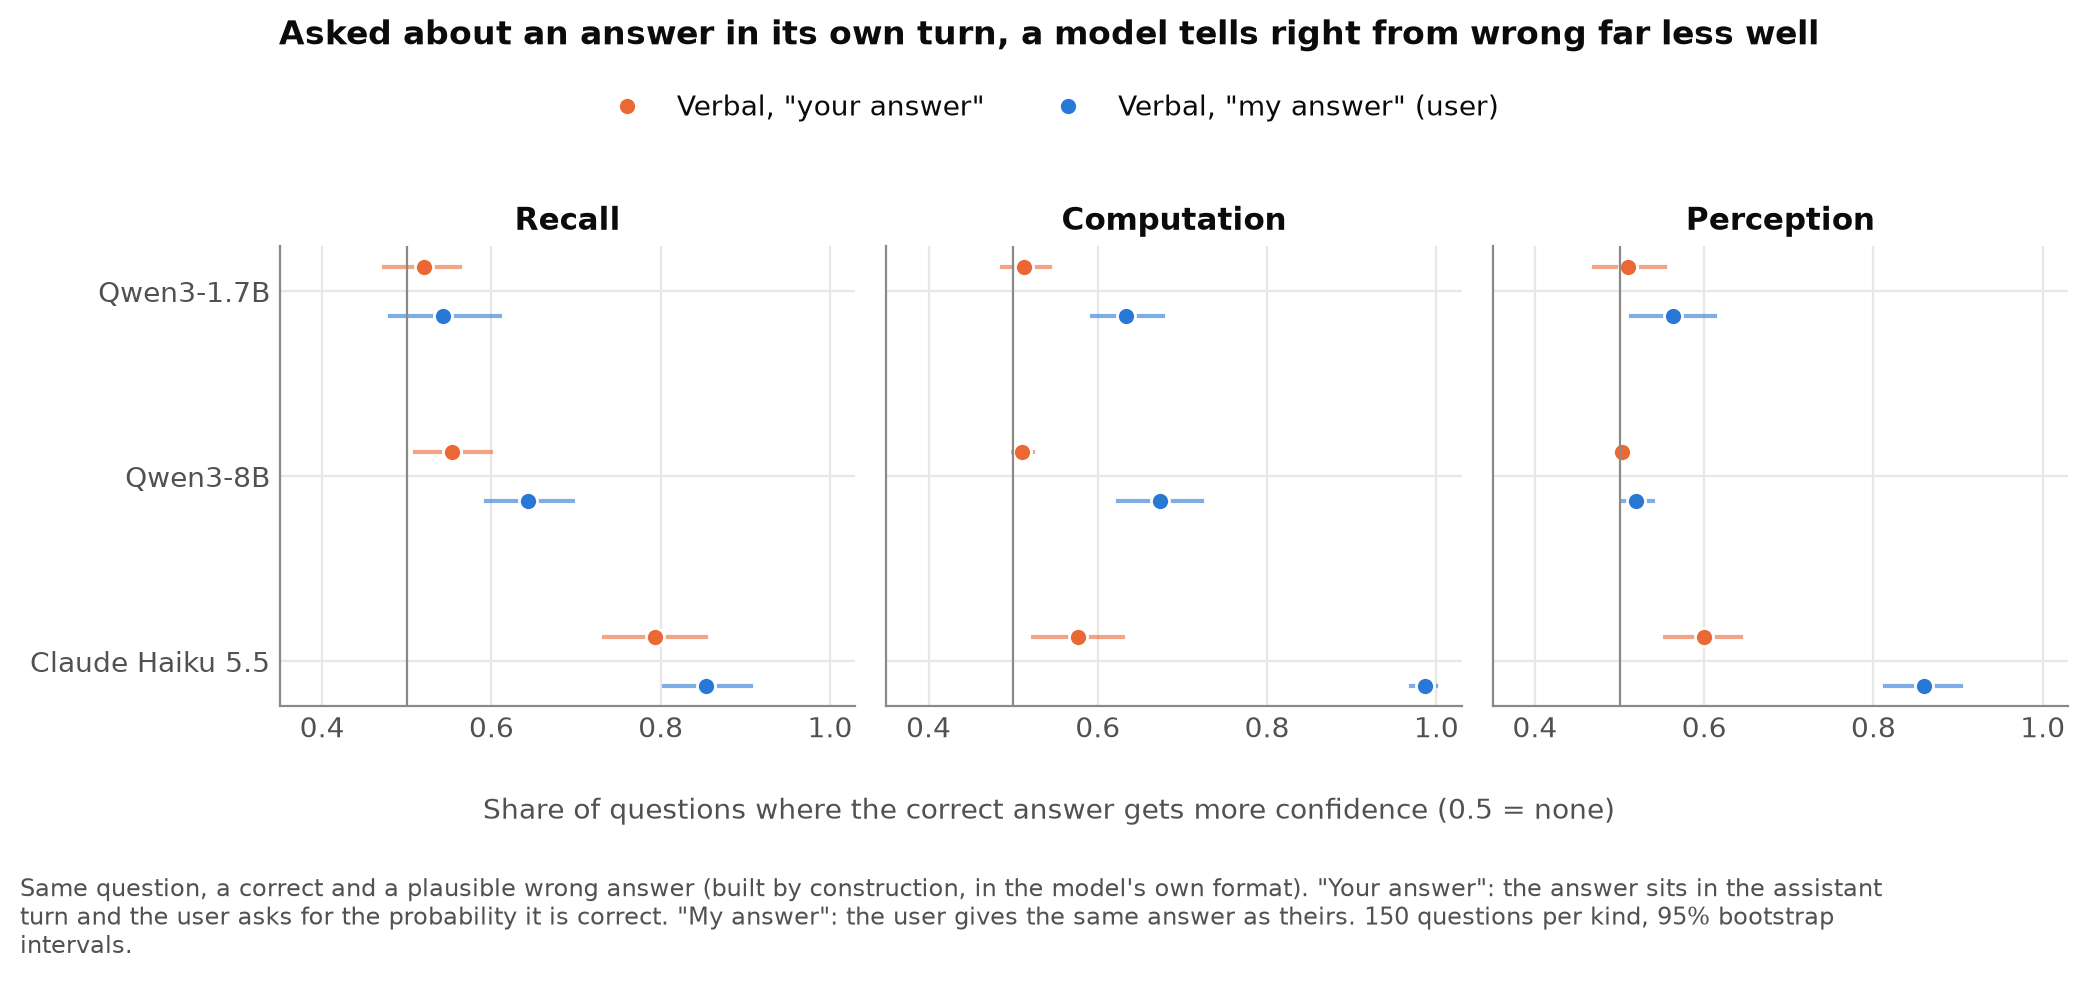 Asked about an answer in its own turn, a model tells right from wrong far less well
Verbal, "your answer"
Verbal, "my answer" (user)
Recall
Computation
Perception
Qwen3-1.7B
Qwen3-8B
Claude Haiku 5.5
0.4 0.6 0.8 1.0
0.4 0.6 0.8 1.0
0.4 0.6 0.8 1.0
Share of questions where the correct answer gets more confidence (0.5 = none)
Same question, a correct and a plausible wrong answer (built by construction, in the model's own format). "Your answer": the answer sits in the assistant
turn and the user asks for the probability it is correct. "My answer": the user gives the same answer as theirs. 150 questions per kind, 95% bootstrap
intervals.